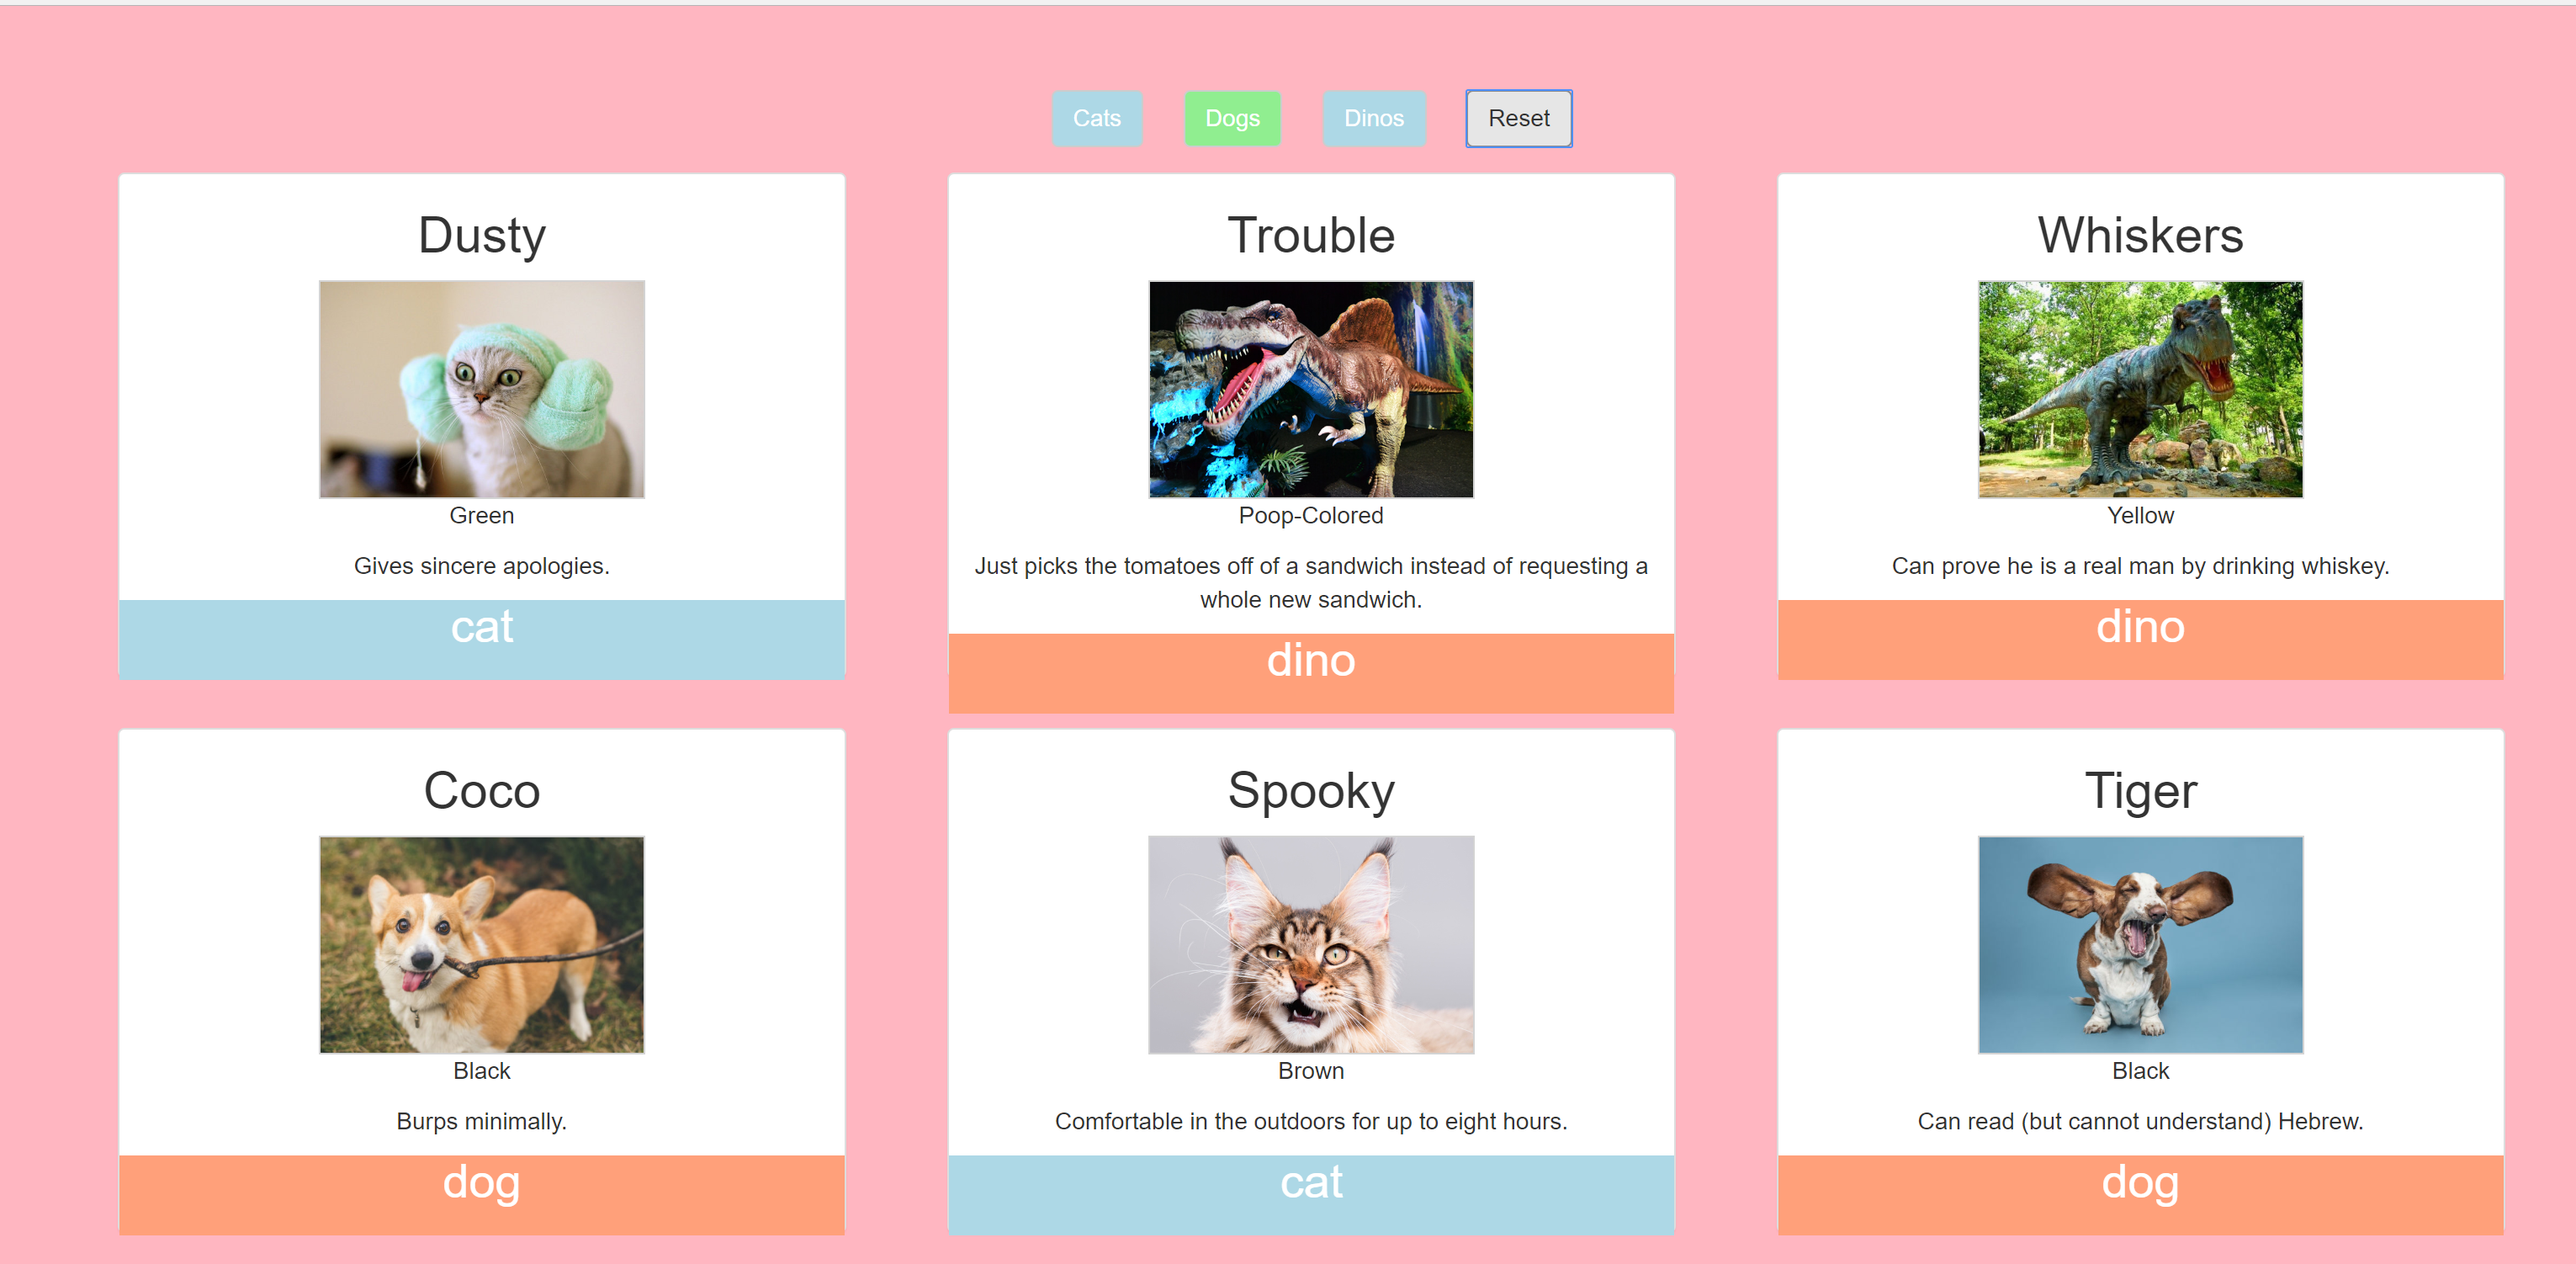 Cats Dogs Dinos Reset
Dusty
Green
Gives sincere apologies.
cat
Trouble
Poop-Colored
Just picks the tomatoes off of a sandwich instead of requesting a
whole new sandwich.
dino
Whiskers
Yellow
Can prove he is a real man by drinking whiskey.
dino
Coco
Black
Burps minimally.
dog
Spooky
Brown
Comfortable in the outdoors for up to eight hours.
cat
Tiger
Black
Can read (but cannot understand) Hebrew.
dog